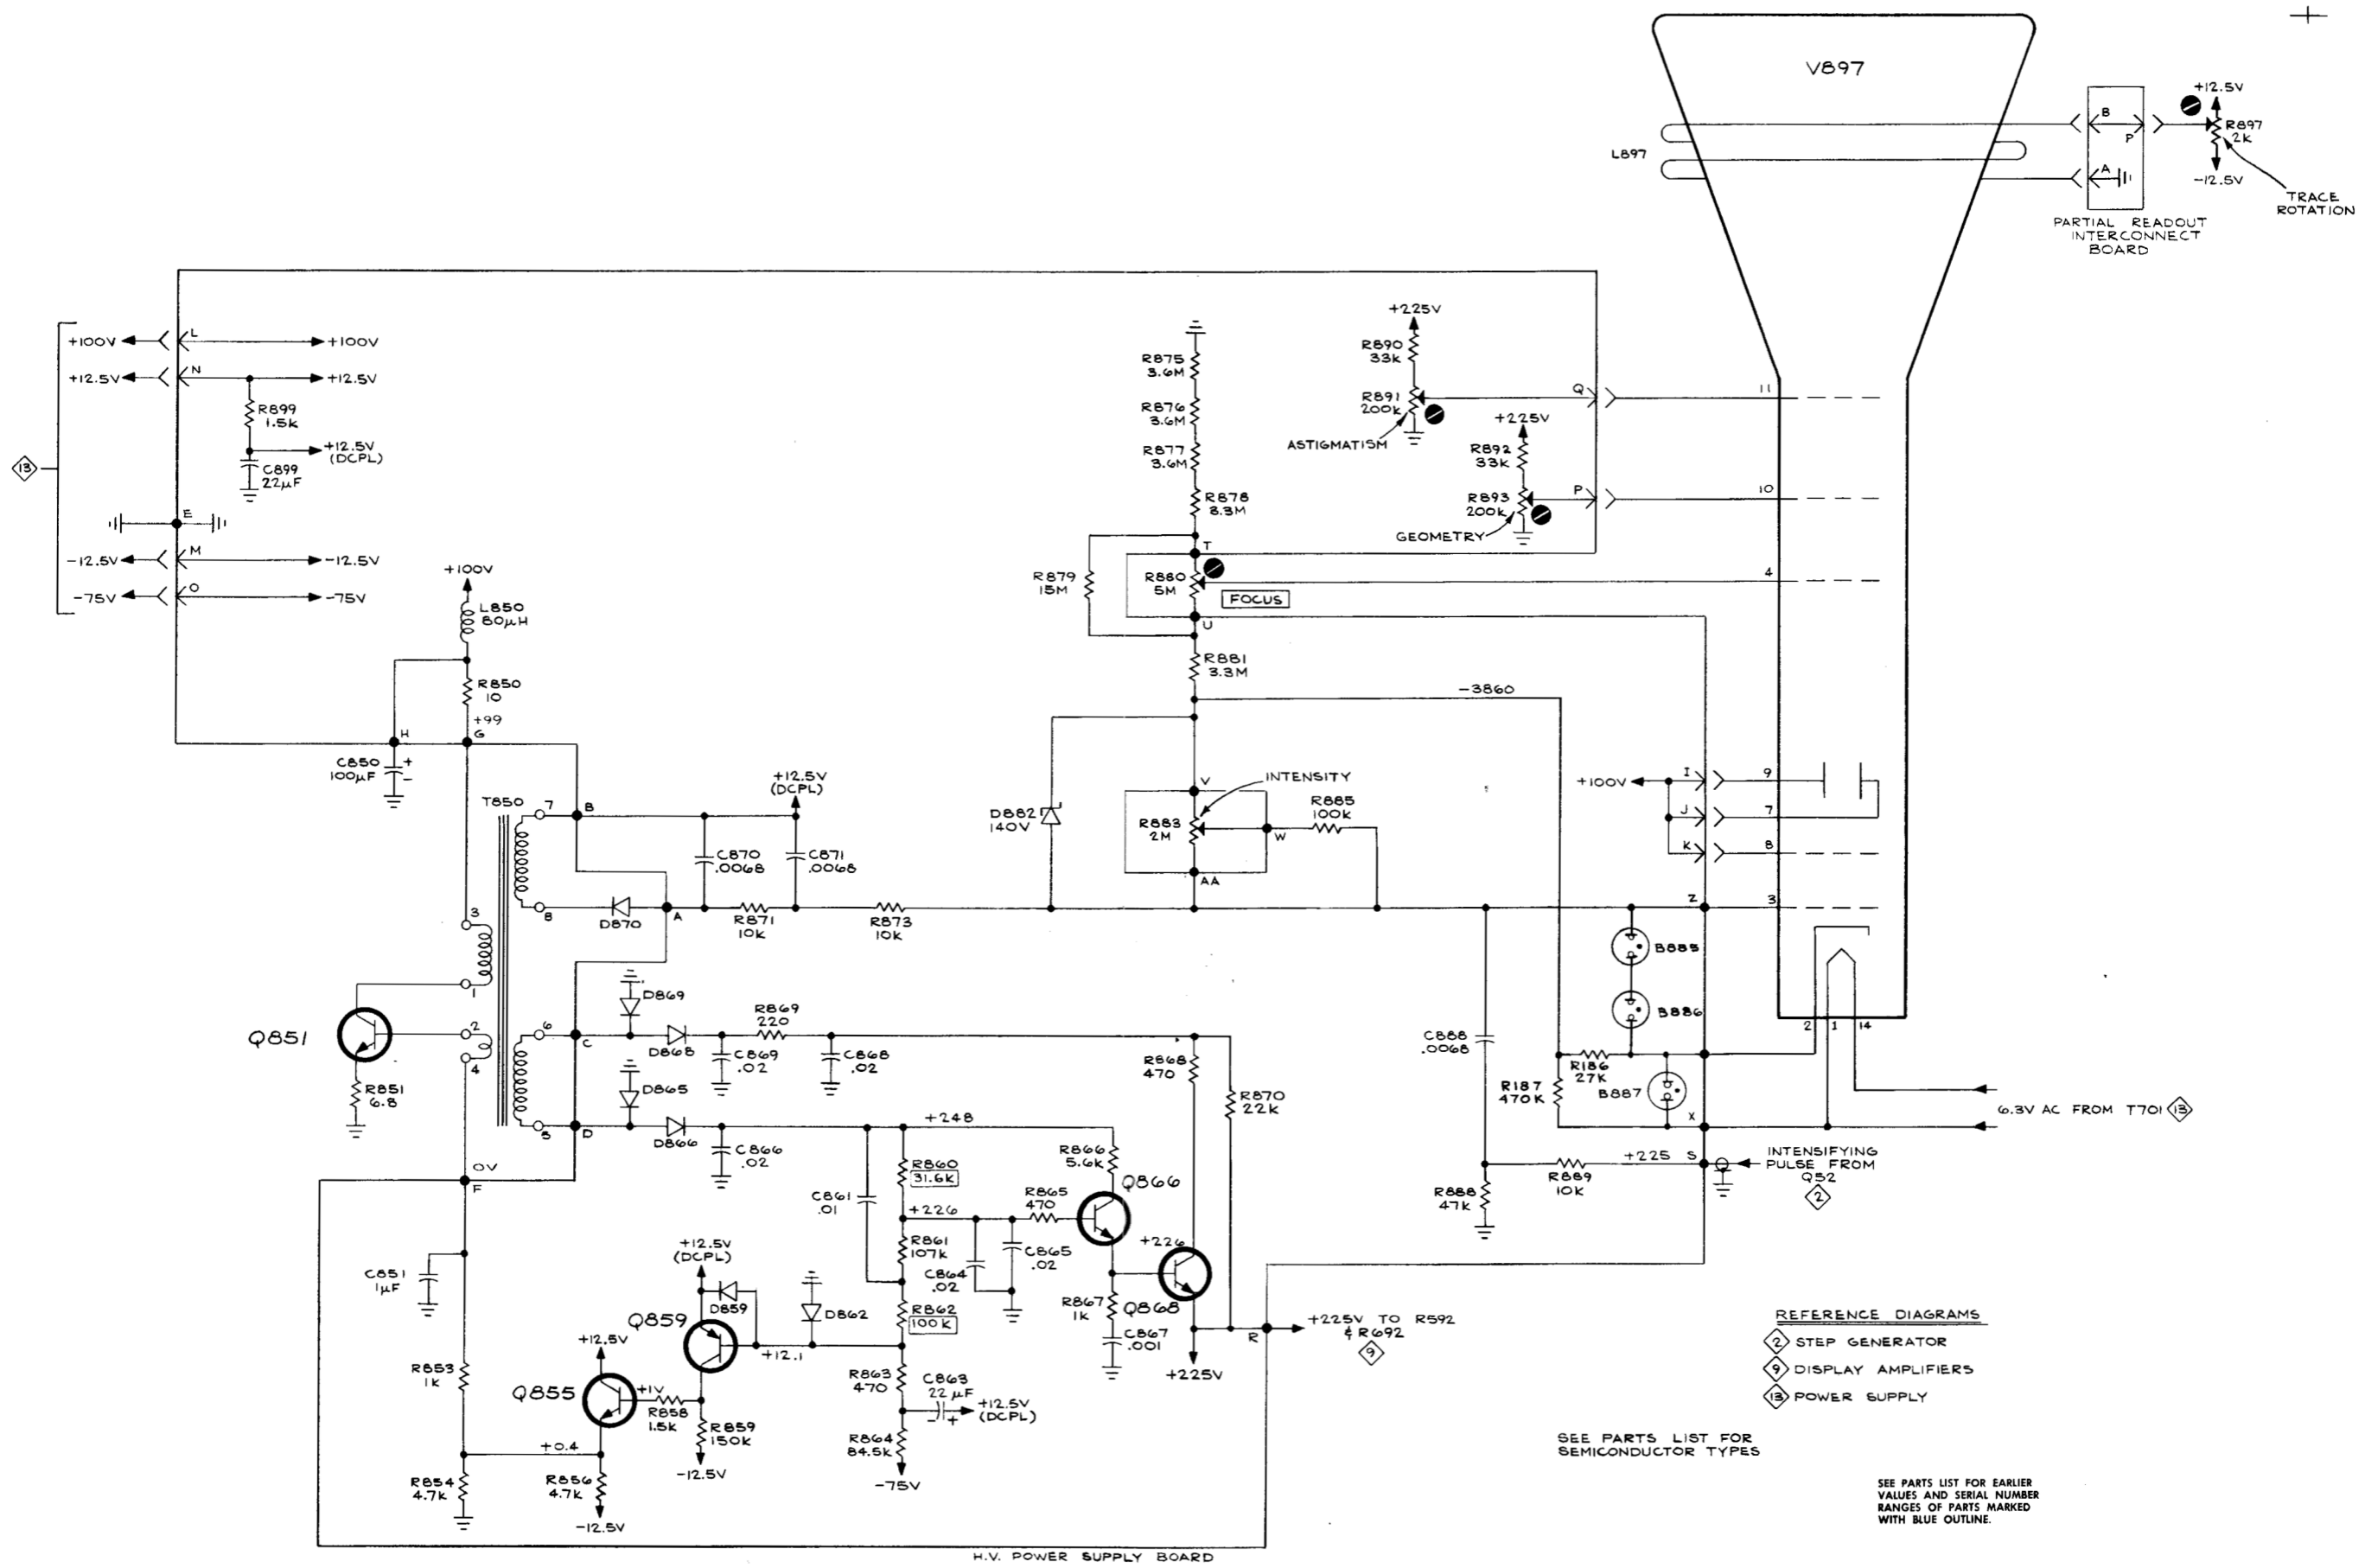 V897
+12.5V
B
P
R897
2K
L897
A
-12.5V
TRACE
ROTATION
PARTIAL READOUT
INTERCONNECT
BOARD
+100V
L
+100V
+12.5V
N
+12.5V
R899
1.5K
+12.5V
(DCPL)
C899
22µF
13
E
-12.5V
M
-12.5V
-75V
O
-75V
+100V
L850
80µH
R850
10
+99
H
G
C850
100µF
+
-
R875
3.6M
R876
3.6M
R877
3.6M
R878
3.3M
T
R879
15M
R880
5M
FOCUS
U
R881
3.3M
-3860
+225V
R890
33K
R891
200K
ASTIGMATISM
Q
11
+225V
R892
33K
R893
200K
GEOMETRY
P
10
4
T850
7
B
+12.5V
(DCPL)
C870
.0068
C871
.0068
8
D870
A
R871
10K
R873
10K
D882
140V
V
INTENSITY
R883
2M
R885
100K
W
AA
+100V
I
9
J
7
K
8
Z
3
B885
B886
2
1
14
3
1
2
4
Q851
R851
6.8
6
C
D869
D868
R869
220
C869
.02
C868
.02
D865
5
D
D866
C866
.02
R868
470
R870
22K
C888
.0068
R186
27K
R187
470K
B887
X
6.3V AC FROM T701
13
+225
S
INTENSIFYING
PULSE FROM
Q52
2
R889
10K
R888
47K
0V
F
+248
R860
31.6K
C861
.01
+226
R861
107K
R865
470
R866
5.6K
Q866
C864
.02
C865
.02
+226
Q868
R867
1K
C867
.001
C851
1µF
R853
1K
R854
4.7K
+12.5V
(DCPL)
D859
Q859
D862
R862
100K
+12.1
+12.5V
Q855
+1V
R858
1.5K
R859
150K
-12.5V
+0.4
R856
4.7K
-12.5V
R863
470
C863
22µF
-
+
+12.5V
(DCPL)
R864
84.5K
-75V
R
+225V TO R592
& R692
9
+225V
REFERENCE DIAGRAMS
2 STEP GENERATOR
9 DISPLAY AMPLIFIERS
13 POWER SUPPLY
SEE PARTS LIST FOR
SEMICONDUCTOR TYPES
SEE PARTS LIST FOR EARLIER
VALUES AND SERIAL NUMBER
RANGES OF PARTS MARKED
WITH BLUE OUTLINE.
H.V. POWER SUPPLY BOARD